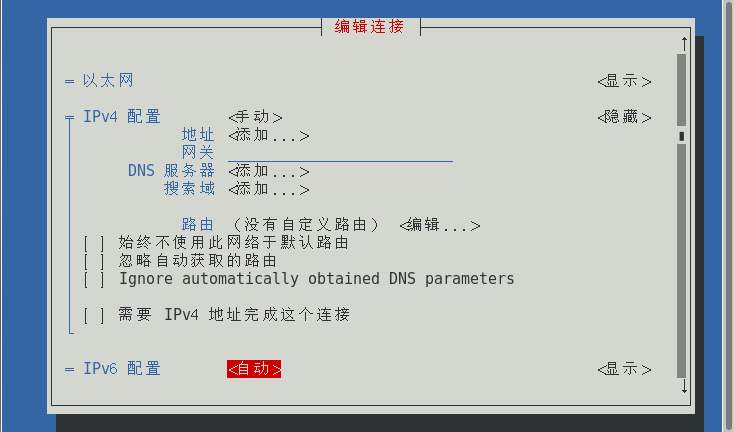 编辑连接
= 以太网 <显示>
IPv4 配置 <手动> <隐藏>
地址 <添加...>
网关
DNS 服务器 <添加...>
搜索域 <添加...>
路由 (没有自定义路由) <编辑...>
[ ] 始终不使用此网络于默认路由
[ ] 忽略自动获取的路由
[ ] Ignore automatically obtained DNS parameters
[ ] 需要 IPv4 地址完成这个连接
= IPv6 配置 <自动> <显示>